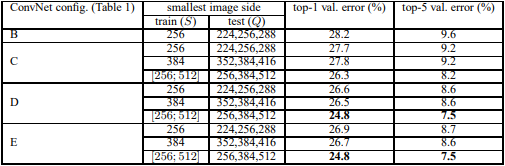 ConvNet config. (Table 1) smallest image side top-1 val. error (%) top-5 val. error (%)
train (S) test (Q)
B 256 224,256,288 28.2 9.6
256 224,256,288 27.7 9.2
C 384 352,384,416 27.8 9.2
[256; 512] 256,384,512 26.3 8.2
256 224,256,288 26.6 8.6
D 384 352,384,416 26.5 8.6
[256; 512] 256,384,512 24.8 7.5
256 224,256,288 26.9 8.7
E 384 352,384,416 26.7 8.6
[256; 512] 256,384,512 24.8 7.5